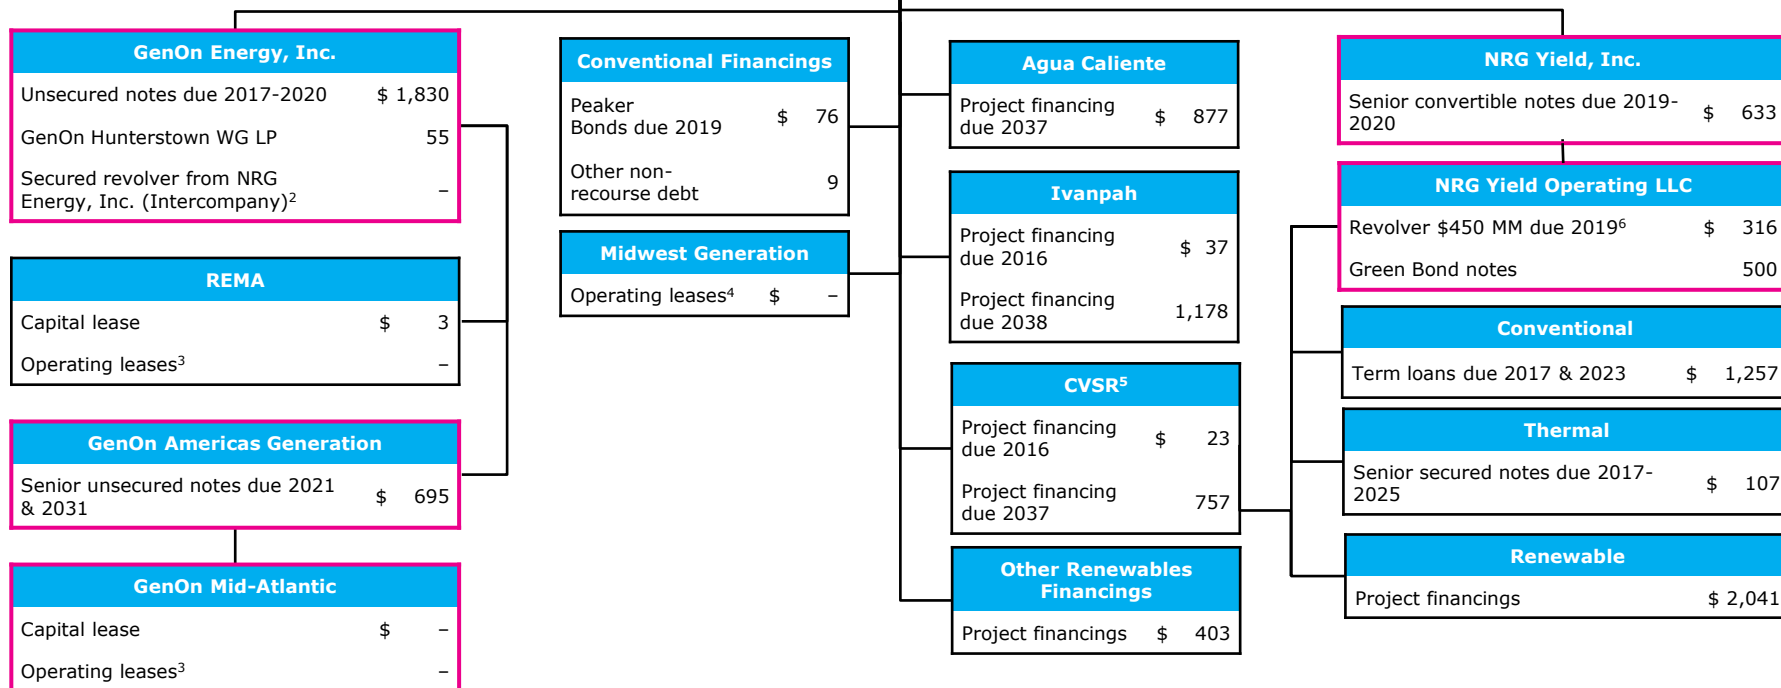 GenOn Energy, Inc.
Unsecured notes due 2017-2020 $ 1,830
GenOn Hunterstown WG LP 55
Secured revolver from NRG
Energy, Inc. (Intercompany)2 –
REMA
Capital lease $ 3
Operating leases3 –
GenOn Americas Generation
Senior unsecured notes due 2021
& 2031 $ 695
GenOn Mid-Atlantic
Capital lease $ –
Operating leases3 –
Conventional Financings
Peaker
Bonds due 2019 $ 76
Other non-
recourse debt 9
Midwest Generation
Operating leases4 $ –
Agua Caliente
Project financing
due 2037 $ 877
Ivanpah
Project financing
due 2016 $ 37
Project financing
due 2038 1,178
CVSR5
Project financing
due 2016 $ 23
Project financing
due 2037 757
Other Renewables
Financings
Project financings $ 403
NRG Yield, Inc.
Senior convertible notes due 2019-
2020 $ 633
NRG Yield Operating LLC
Revolver $450 MM due 20196 $ 316
Green Bond notes 500
Conventional
Term loans due 2017 & 2023 $ 1,257
Thermal
Senior secured notes due 2017-
2025 $ 107
Renewable
Project financings $ 2,041